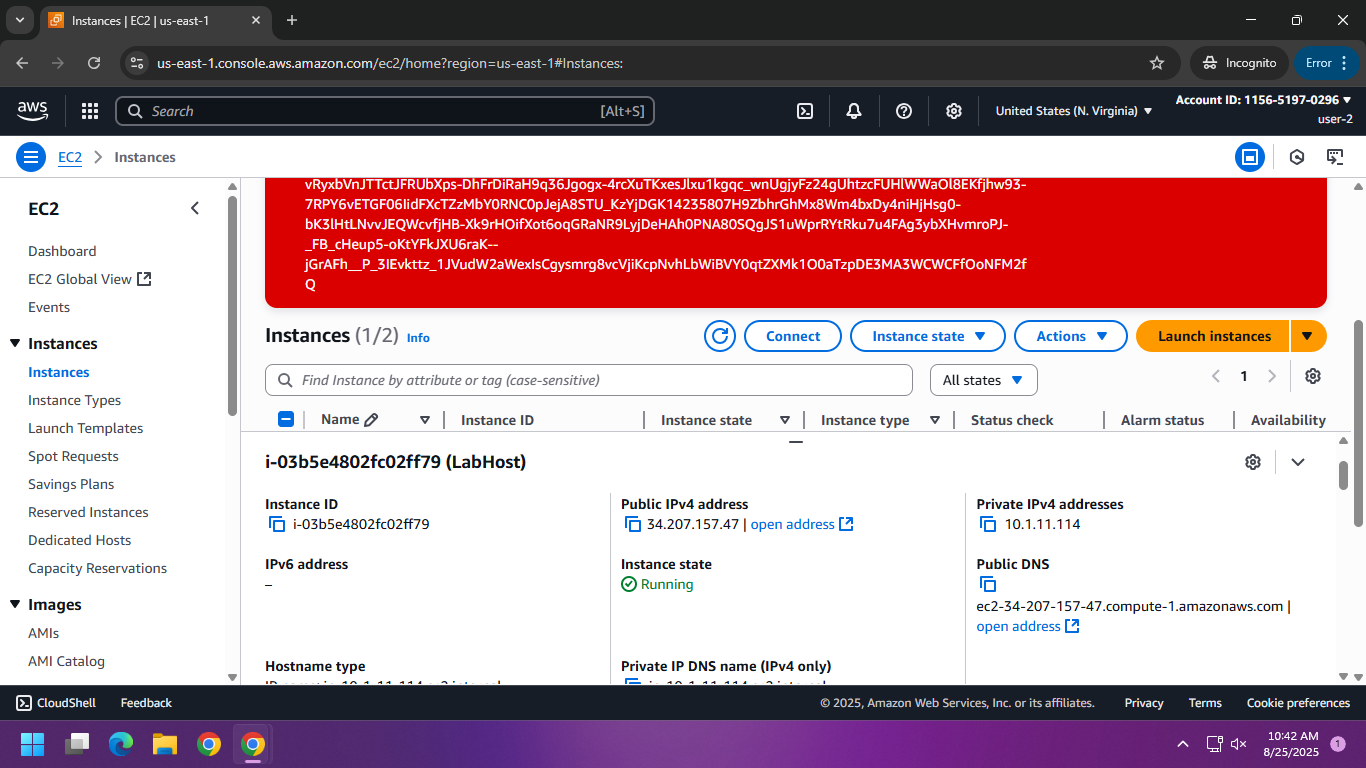 Instances | EC2 | us-east-1
us-east-1.console.aws.amazon.com/ec2/home?region=us-east-1#Instances:
Incognito
Error
aws
Search
[Alt+S]
United States (N. Virginia)
Account ID: 1156-5197-0296
user-2
EC2
Instances
EC2
Dashboard
EC2 Global View
Events
Instances
Instances
Instance Types
Launch Templates
Spot Requests
Savings Plans
Reserved Instances
Dedicated Hosts
Capacity Reservations
Images
AMIs
AMI Catalog
vRyxbVnJTTctJFRUbXps-DhFrDiRaH9q36Jgogx-4rcXuTKxesJlxu1kgqc_wnUgjyFz24gUhtzcFUHlWWaOl8EKfjhw93-
7RPY6vETGF06IidFXcTZzMbY0RNC0pJejA8STU_KzYjDGK14235807H9ZbhrGhMx8Wm4bxDy4niHjHsg0-
bK3lHtLNvvJEQWcvfjHB-Xk9rHOifXot6oqGRaNR9LyjDeHAh0PNA80SQgJS1uWprRYtRku7u4FAg3ybXHvmroPJ-
_FB_cHeup5-oKtYFkJXU6raK--
jGrAFh__P_3IEvkttz_1JVudW2aWexIsCgysmrg8vcVjiKcpNvhLbWiBVY0qtZXMk1O0aTzpDE3MA3WCWCFfOoNFM2f
Q
Instances (1/2) Info
Connect
Instance state
Actions
Launch instances
Find Instance by attribute or tag (case-sensitive)
All states
1
Name
Instance ID
Instance state
Instance type
Status check
Alarm status
Availability
i-03b5e4802fc02ff79 (LabHost)
Instance ID
i-03b5e4802fc02ff79
Public IPv4 address
34.207.157.47 | open address
Private IPv4 addresses
10.1.11.114
IPv6 address
–
Instance state
Running
Public DNS
ec2-34-207-157-47.compute-1.amazonaws.com |
open address
Hostname type
Private IP DNS name (IPv4 only)
CloudShell
Feedback
© 2025, Amazon Web Services, Inc. or its affiliates.
Privacy
Terms
Cookie preferences
10:42 AM
8/25/2025
1